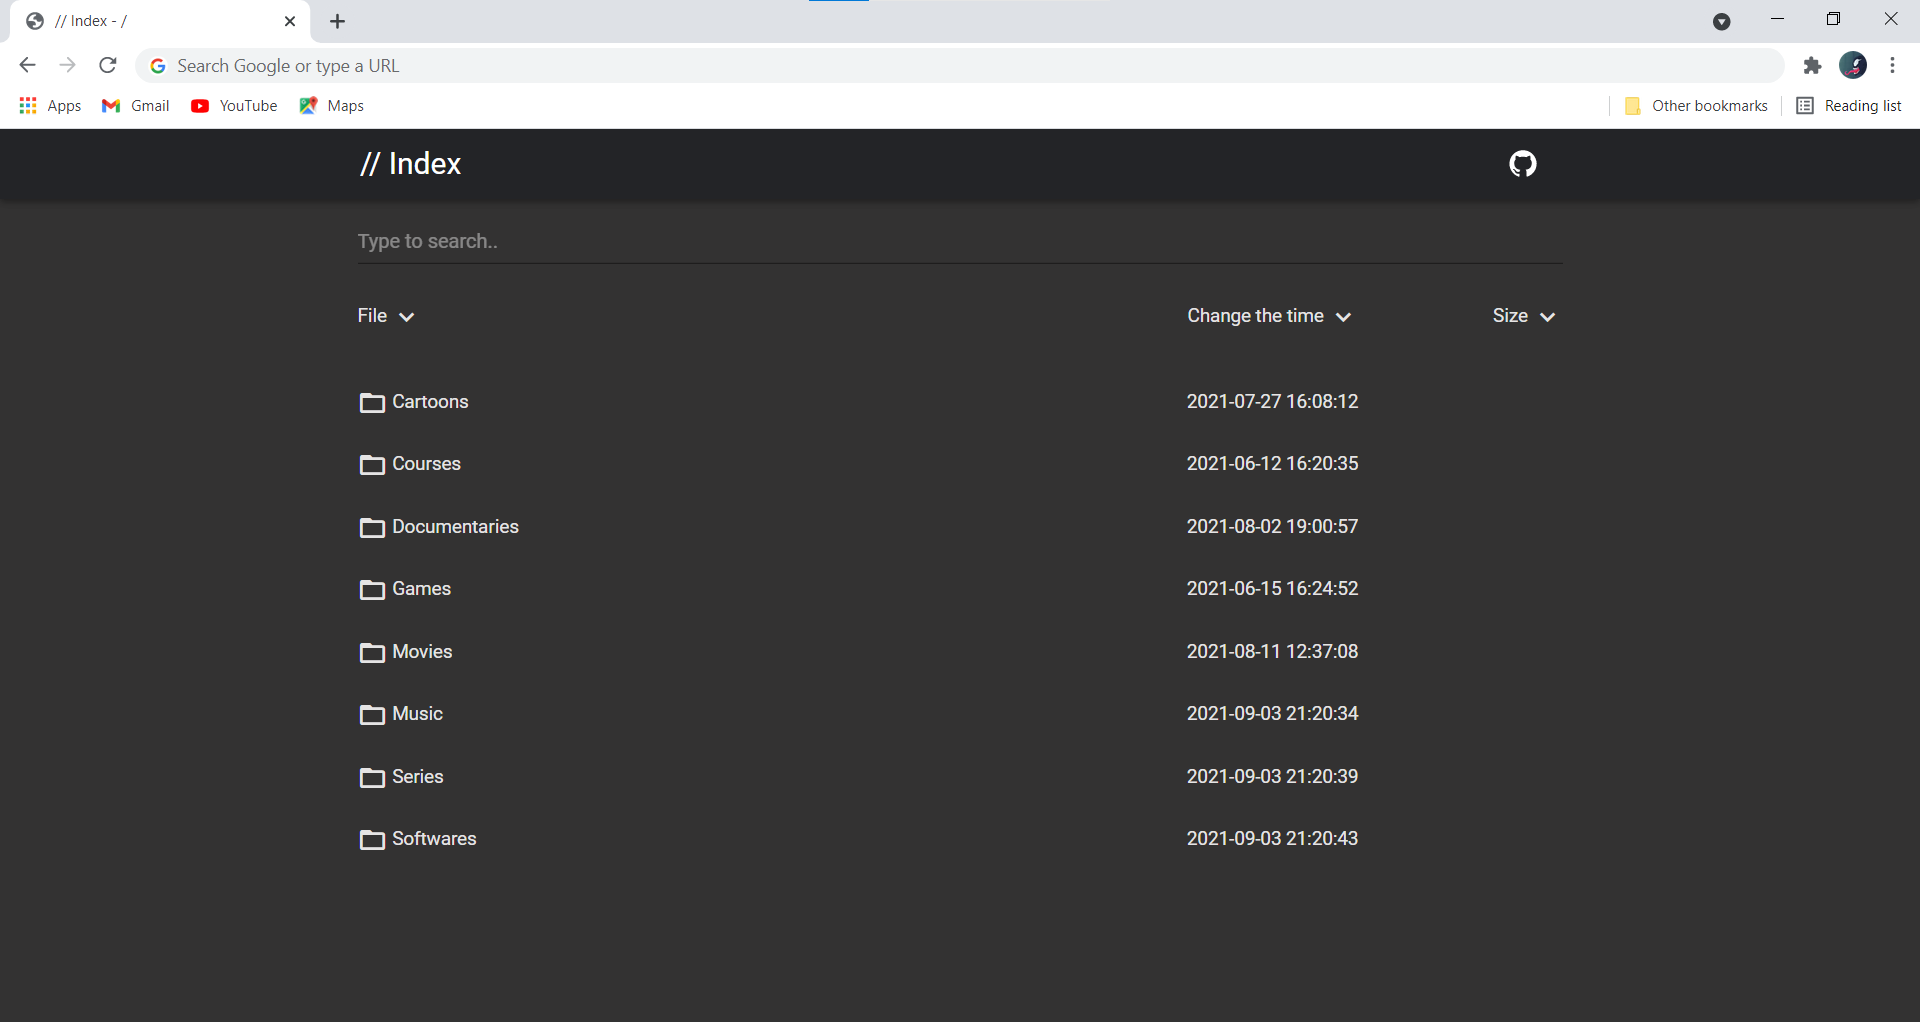 // Index - /
Search Google or type a URL
Apps Gmail YouTube Maps Other bookmarks Reading list
// Index
Type to search..
File Change the time Size
Cartoons 2021-07-27 16:08:12
Courses 2021-06-12 16:20:35
Documentaries 2021-08-02 19:00:57
Games 2021-06-15 16:24:52
Movies 2021-08-11 12:37:08
Music 2021-09-03 21:20:34
Series 2021-09-03 21:20:39
Softwares 2021-09-03 21:20:43